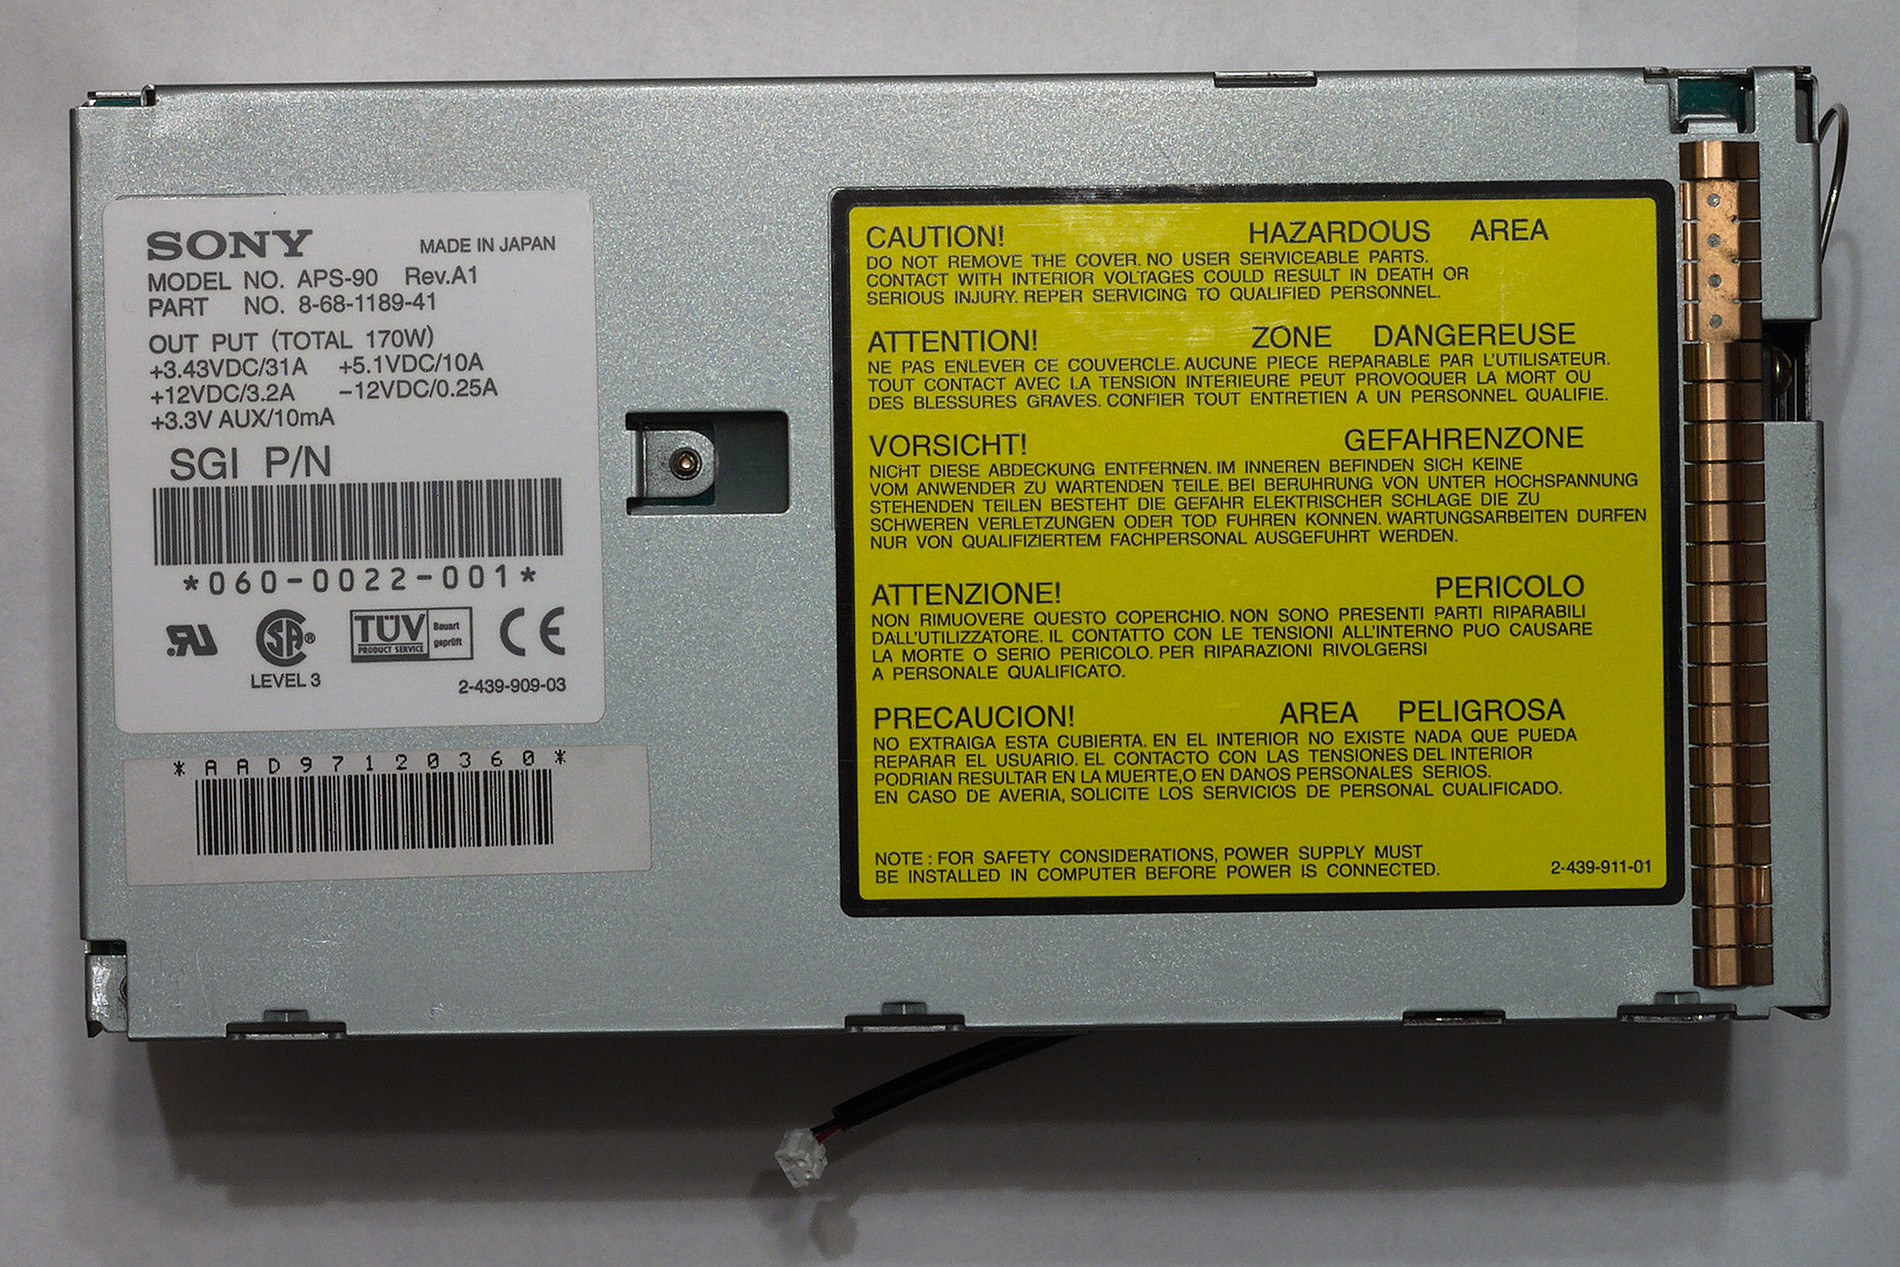 SONY MADE IN JAPAN
MODEL NO. APS-90 Rev.A1
PART NO. 8-68-1189-41
OUT PUT (TOTAL 170W)
+3.43VDC/31A +5.1VDC/10A
+12VDC/3.2A -12VDC/0.25A
+3.3V AUX/10mA
SGI P/N
*060-0022-001*
RU SA® TÜV PRODUCT SERVICE Bauart geprüft CE
LEVEL 3
2-439-909-03
*AAD97120360*
CAUTION! HAZARDOUS AREA
DO NOT REMOVE THE COVER. NO USER SERVICEABLE PARTS.
CONTACT WITH INTERIOR VOLTAGES COULD RESULT IN DEATH OR
SERIOUS INJURY. REPER SERVICING TO QUALIFIED PERSONNEL.
ATTENTION! ZONE DANGEREUSE
NE PAS ENLEVER CE COUVERCLE. AUCUNE PIECE REPARABLE PAR L'UTILISATEUR.
TOUT CONTACT AVEC LA TENSION INTERIEURE PEUT PROVOQUER LA MORT OU
DES BLESSURES GRAVES. CONFIER TOUT ENTRETIEN A UN PERSONNEL QUALIFIE.
VORSICHT! GEFAHRENZONE
NICHT DIESE ABDECKUNG ENTFERNEN. IM INNEREN BEFINDEN SICH KEINE
VOM ANWENDER ZU WARTENDEN TEILE. BEI BERUHRUNG VON UNTER HOCHSPANNUNG
STEHENDEN TEILEN BESTEHT DIE GEFAHR ELEKTRISCHER SCHLAGE DIE ZU
SCHWEREN VERLETZUNGEN ODER TOD FUHREN KONNEN. WARTUNGSARBEITEN DURFEN
NUR VON QUALIFIZIERTEM FACHPERSONAL AUSGEFUHRT WERDEN.
ATTENZIONE! PERICOLO
NON RIMUOVERE QUESTO COPERCHIO. NON SONO PRESENTI PARTI RIPARABILI
DALL'UTILIZZATORE. IL CONTATTO CON LE TENSIONI ALL'INTERNO PUO CAUSARE
LA MORTE O SERIO PERICOLO. PER RIPARAZIONI RIVOLGERSI
A PERSONALE QUALIFICATO.
PRECAUCION! AREA PELIGROSA
NO EXTRAIGA ESTA CUBIERTA. EN EL INTERIOR NO EXISTE NADA QUE PUEDA
REPARAR EL USUARIO. EL CONTACTO CON LAS TENSIONES DEL INTERIOR
PODRIAN RESULTAR EN LA MUERTE,O EN DANOS PERSONALES SERIOS.
EN CASO DE AVERIA, SOLICITE LOS SERVICIOS DE PERSONAL CUALIFICADO.
NOTE : FOR SAFETY CONSIDERATIONS, POWER SUPPLY MUST
BE INSTALLED IN COMPUTER BEFORE POWER IS CONNECTED. 2-439-911-01